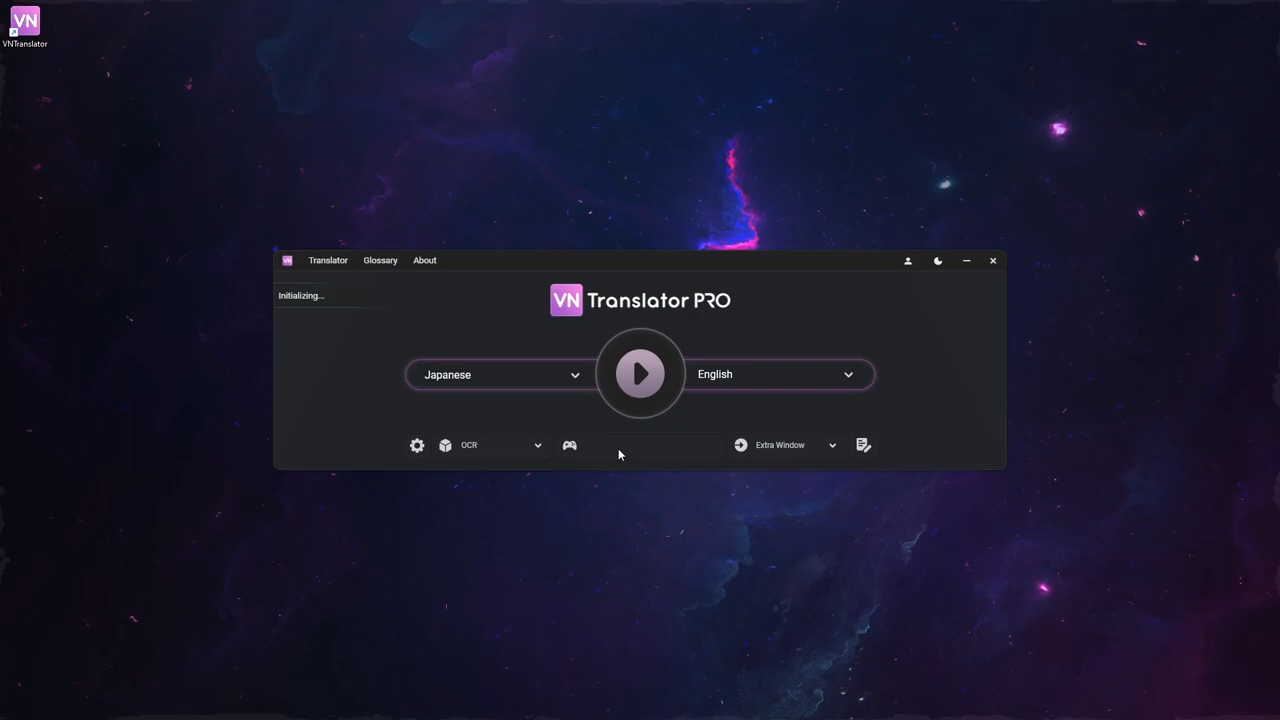 VN
VNTranslator
VN Translator Glossary About
Initializing...
VN Translator PRO
Japanese
English
OCR
Extra Window